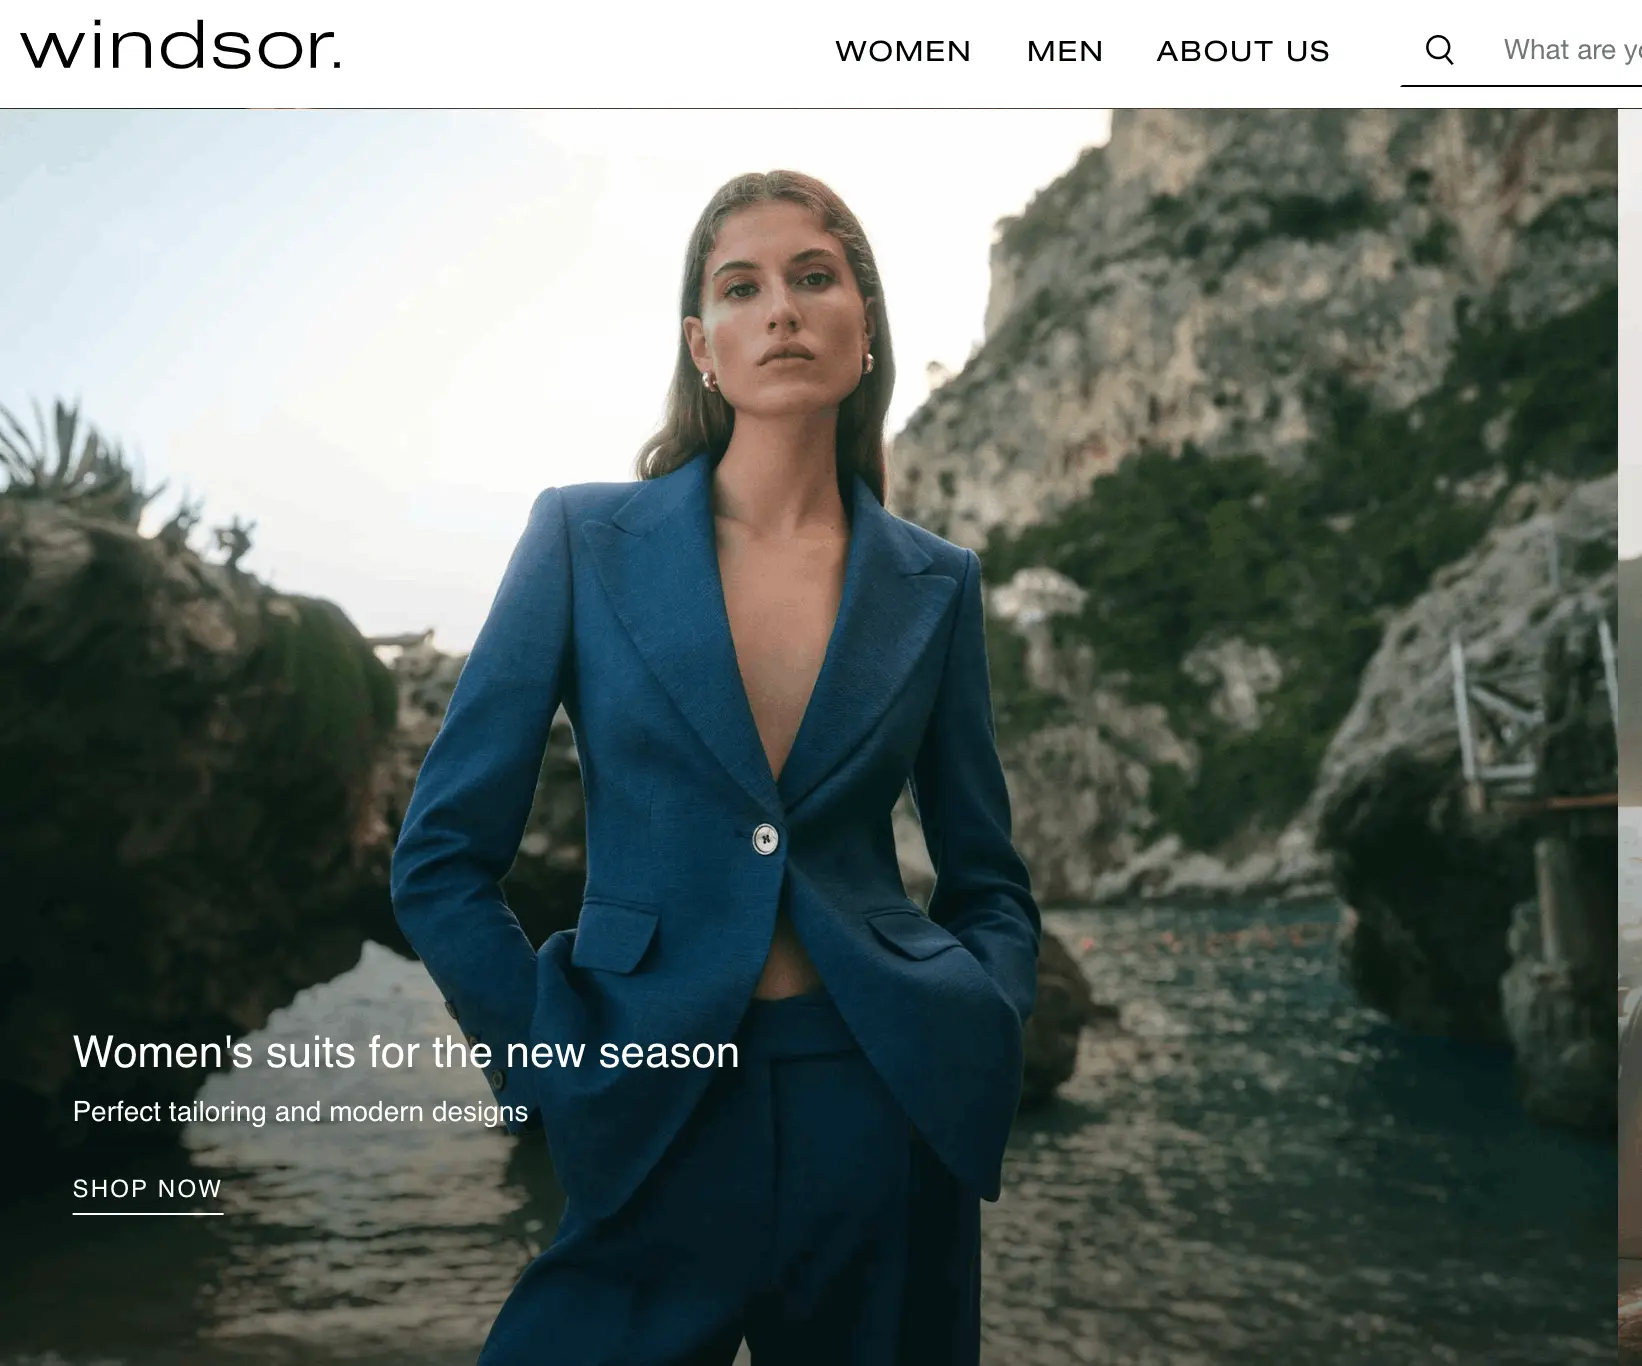 windsor.
WOMEN MEN ABOUT US What are yo
Women's suits for the new season
Perfect tailoring and modern designs
SHOP NOW